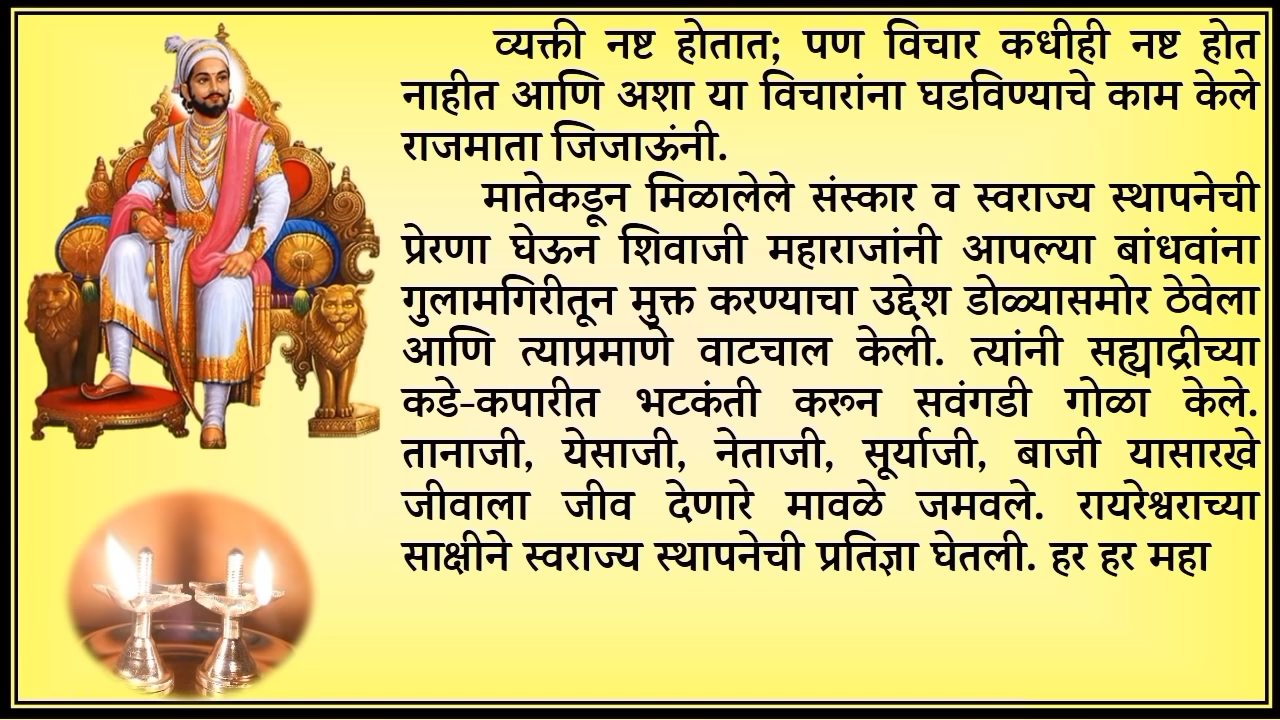 व्यक्ती नष्ट होतात; पण विचार कधीही नष्ट होत
नाहीत आणि अशा या विचारांना घडविण्याचे काम केले
राजमाता जिजाऊंनी.
मातेकडून मिळालेले संस्कार व स्वराज्य स्थापनेची
प्रेरणा घेऊन शिवाजी महाराजांनी आपल्या बांधवांना
गुलामगिरीतून मुक्त करण्याचा उद्देश डोळ्यासमोर ठेवेला
आणि त्याप्रमाणे वाटचाल केली. त्यांनी सह्याद्रीच्या
कडे-कपारीत भटकंती करून सवंगडी गोळा केले.
तानाजी, येसाजी, नेताजी, सूर्याजी, बाजी यासारखे
जीवाला जीव देणारे मावळे जमवले. रायरेश्वराच्या
साक्षीने स्वराज्य स्थापनेची प्रतिज्ञा घेतली. हर हर महा